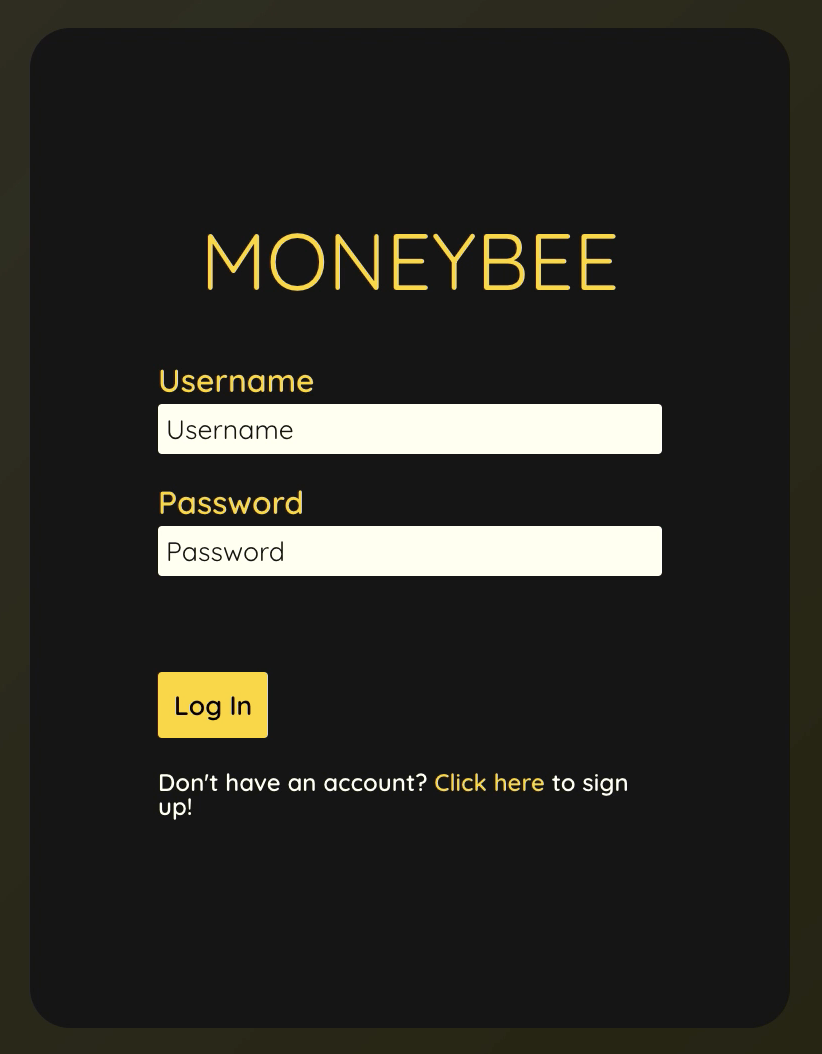 MONEYBEE
Username
Username
Password
Password
Log In
Don't have an account? Click here to sign
up!